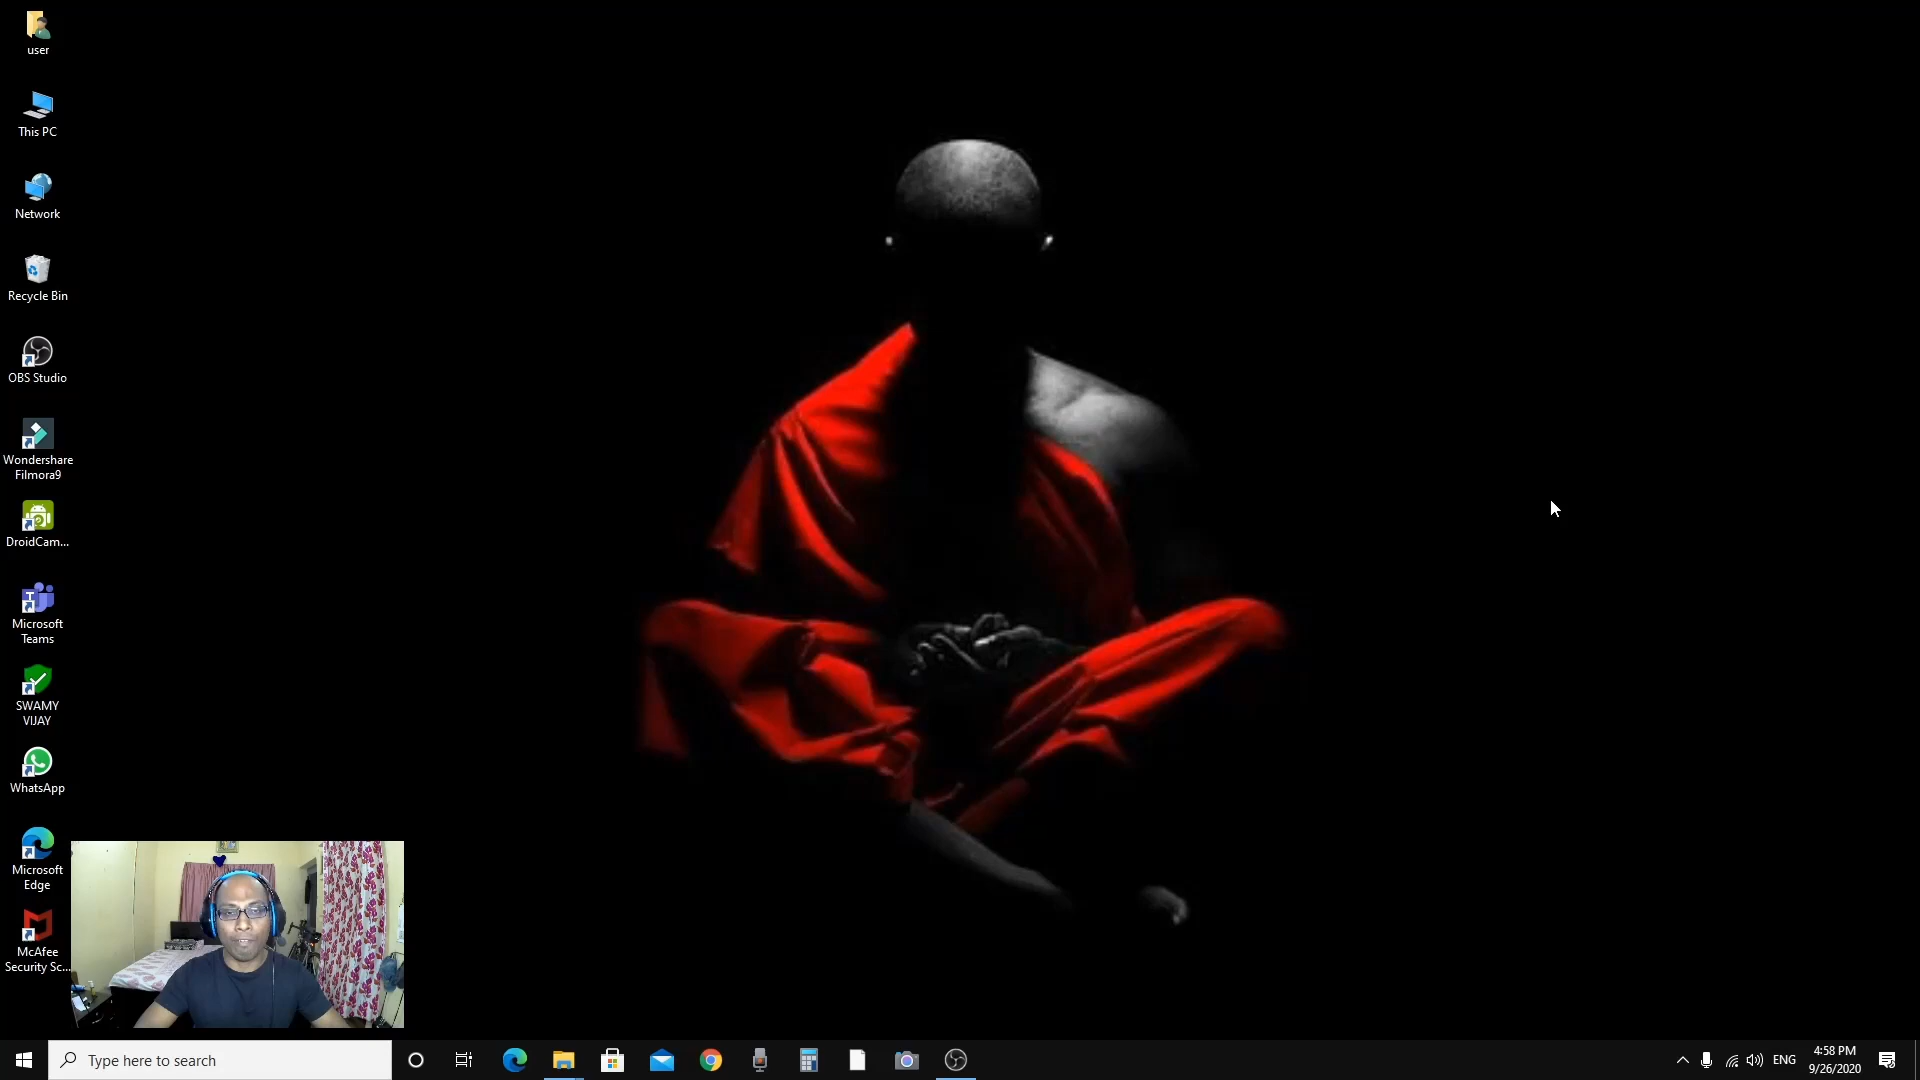 user
This PC
Network
Recycle Bin
OBS Studio
Wondershare
Filmora9
DroidCam...
Microsoft
Teams
SWAMY
VIJAY
WhatsApp
Microsoft
Edge
McAfee
Security Sc...
Type here to search
ENG
4:58 PM
9/26/2020